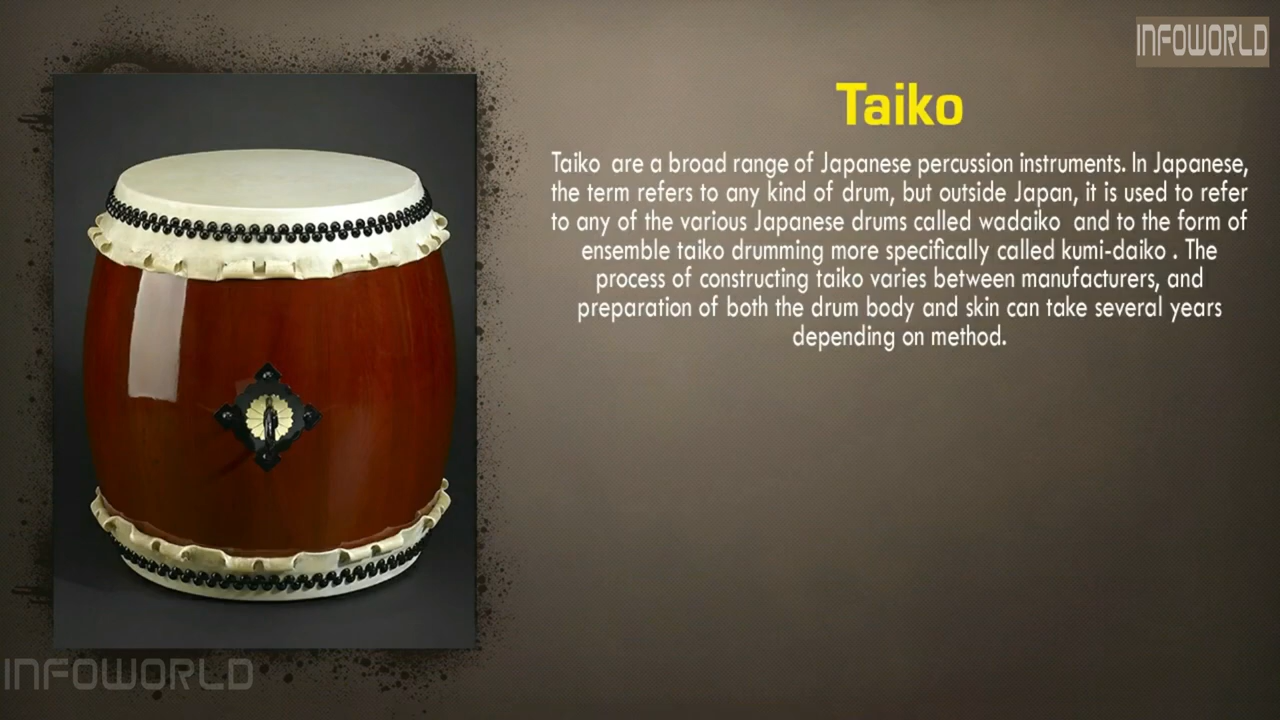 INFOWORLD
Taiko
Taiko are a broad range of Japanese percussion instruments. In Japanese,
the term refers to any kind of drum, but outside Japan, it is used to refer
to any of the various Japanese drums called wadaiko and to the form of
ensemble taiko drumming more specifically called kumi-daiko . The
process of constructing taiko varies between manufacturers, and
preparation of both the drum body and skin can take several years
depending on method.
INFOWORLD